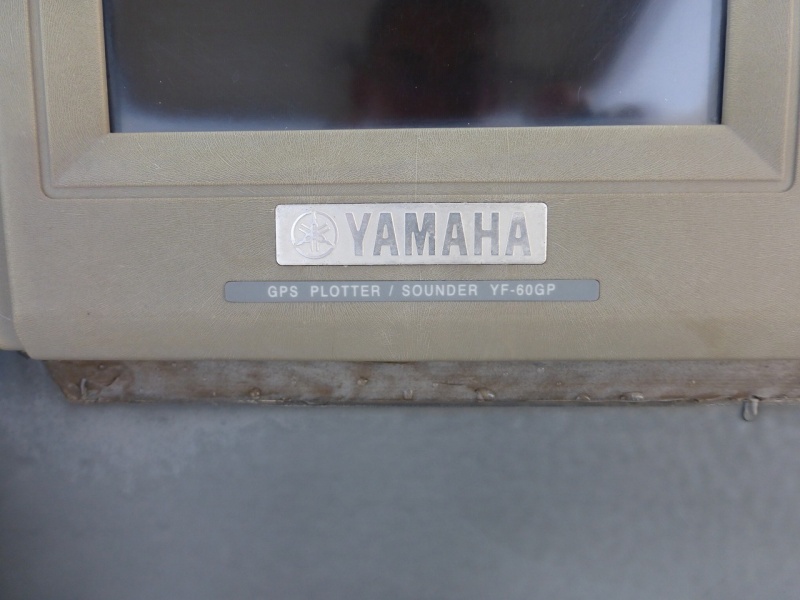 YAMAHA
GPS PLOTTER / SOUNDER YF-60GP